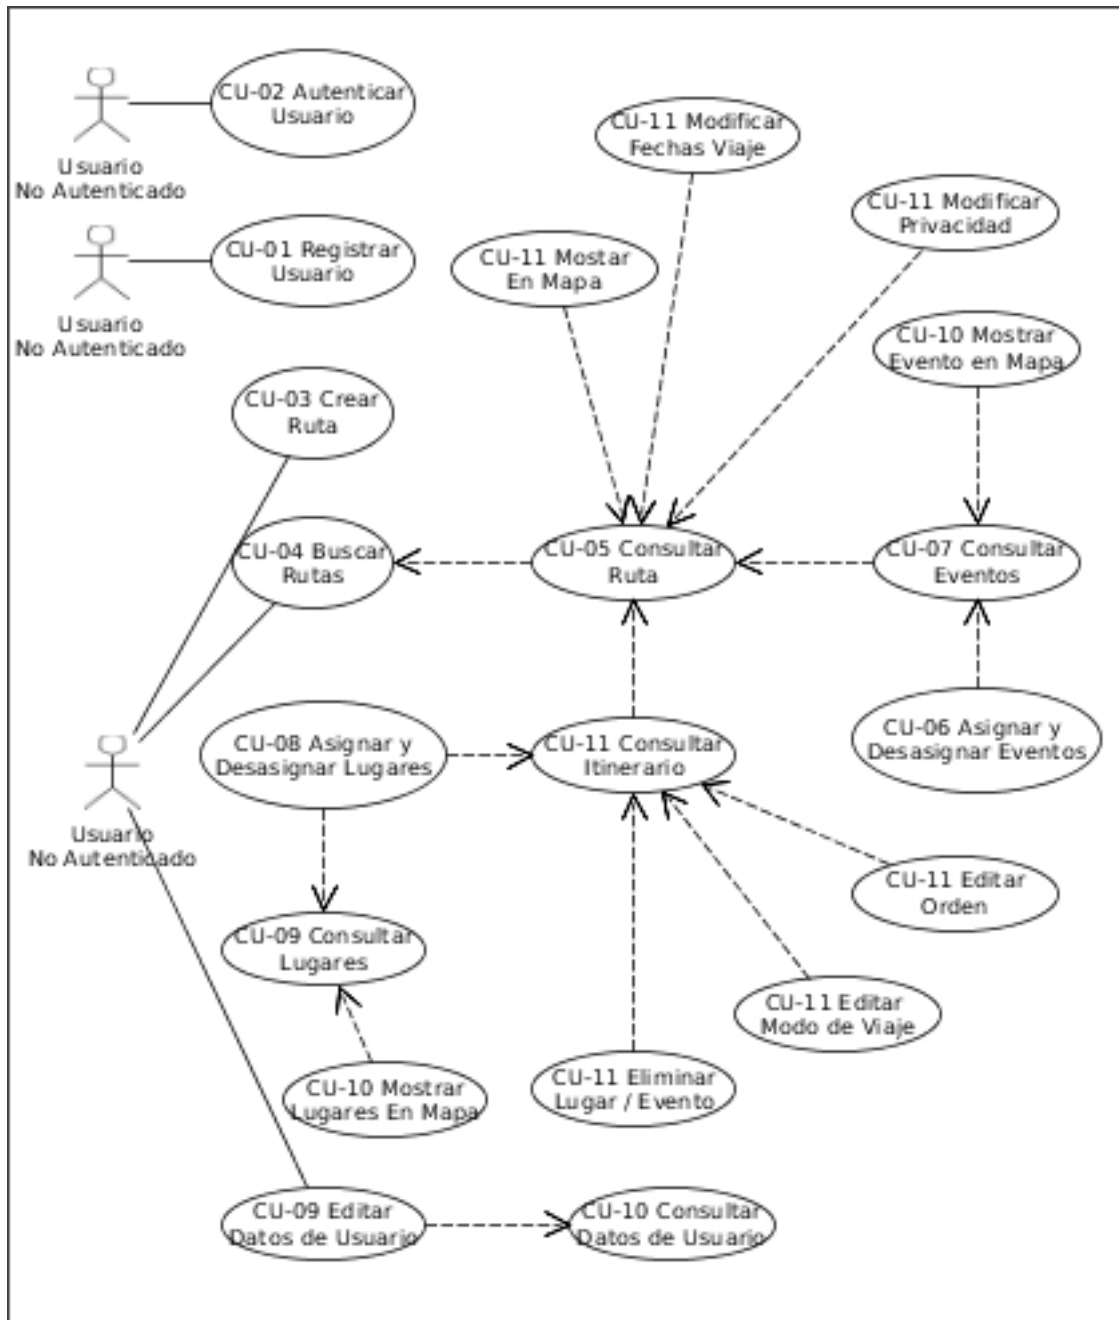 CU-02 Autenticar
Usuario
Usuario
No Autenticado
CU-11 Modificar
Fechas Viaje
CU-11 Modificar
Privacidad
CU-01 Registrar
Usuario
Usuario
No Autenticado
CU-11 Mostar
En Mapa
CU-10 Mostrar
Evento en Mapa
CU-03 Crear
Ruta
CU-04 Buscar
Rutas
CU-05 Consultar
Ruta
CU-07 Consultar
Eventos
CU-08 Asignar y
Desasignar Lugares
CU-11 Consultar
Itinerario
CU-06 Asignar y
Desasignar Eventos
Usuario
No Autenticado
CU-11 Editar
Orden
CU-09 Consultar
Lugares
CU-11 Editar
Modo de Viaje
CU-10 Mostrar
Lugares En Mapa
CU-11 Eliminar
Lugar / Evento
CU-09 Editar
Datos de Usuario
CU-10 Consultar
Datos de Usuario